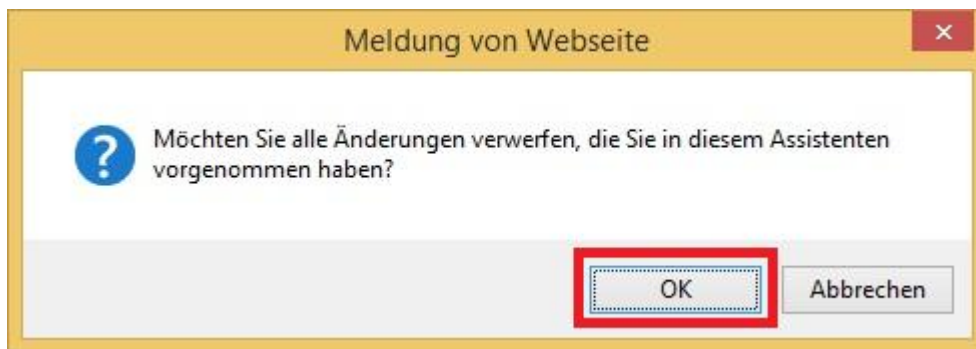 Meldung von Webseite
Möchten Sie alle Änderungen verwerfen, die Sie in diesem Assistenten
vorgenommen haben?
OK
Abbrechen